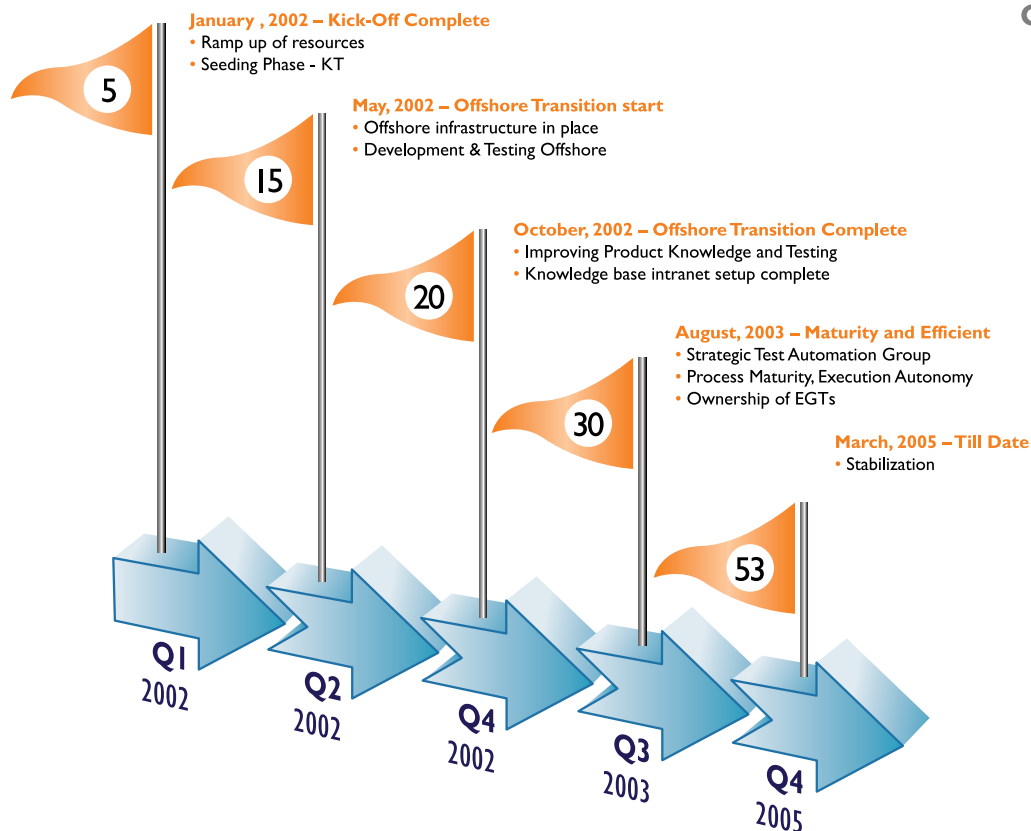 January , 2002 – Kick-Off Complete
• Ramp up of resources
• Seeding Phase - KT
5
May, 2002 – Offshore Transition start
• Offshore infrastructure in place
• Development & Testing Offshore
15
October, 2002 – Offshore Transition Complete
• Improving Product Knowledge and Testing
• Knowledge base intranet setup complete
20
August, 2003 – Maturity and Efficient
• Strategic Test Automation Group
• Process Maturity, Execution Autonomy
• Ownership of EGTs
30
March, 2005 – Till Date
• Stabilization
53
Q1
2002
Q2
2002
Q4
2002
Q3
2003
Q4
2005